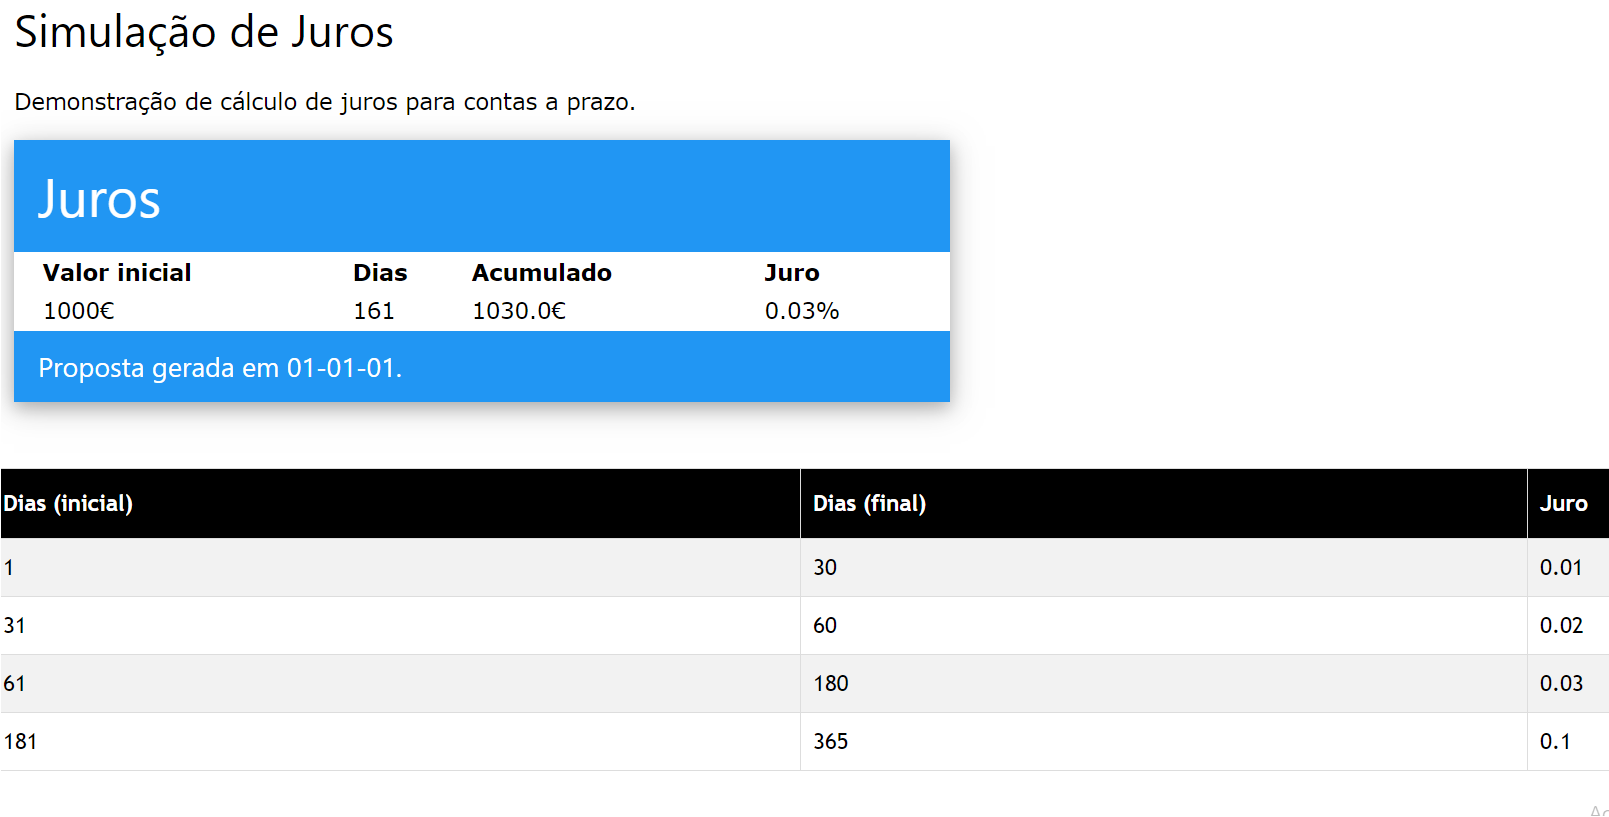 Simulação de Juros
Demonstração de cálculo de juros para contas a prazo.
Juros
Valor inicial Dias Acumulado Juro
1000€ 161 1030.0€ 0.03%
Proposta gerada em 01-01-01.
Dias (inicial) Dias (final) Juro
1 30 0.01
31 60 0.02
61 180 0.03
181 365 0.1